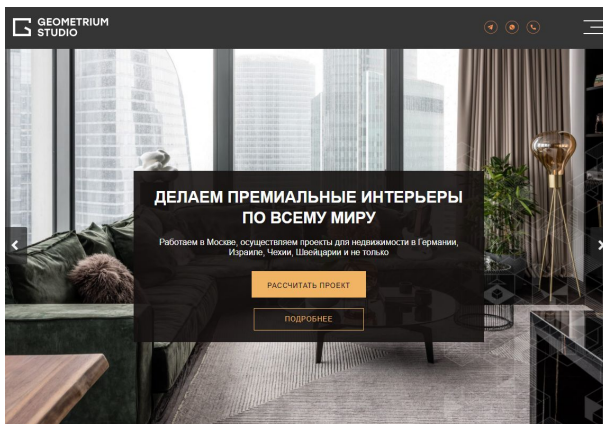 GEOMETRIUM
STUDIO
ДЕЛАЕМ ПРЕМИАЛЬНЫЕ ИНТЕРЬЕРЫ
ПО ВСЕМУ МИРУ
Работаем в Москве, осуществляем проекты для недвижимости в Германии,
Израиле, Чехии, Швейцарии и не только
РАССЧИТАТЬ ПРОЕКТ
ПОДРОБНЕЕ